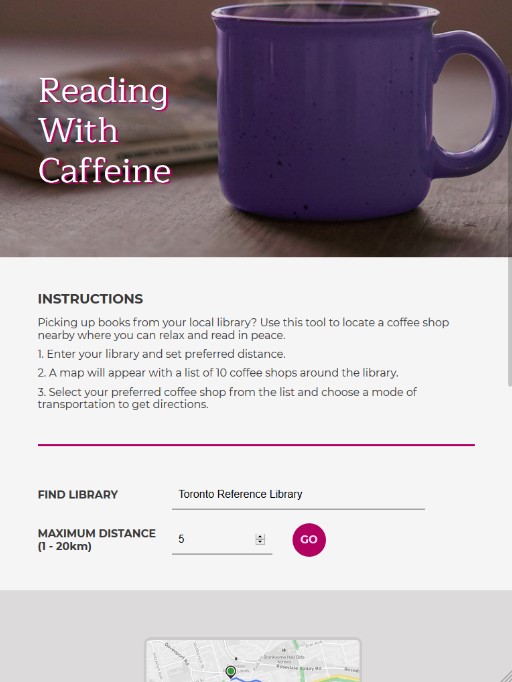 Reading
With
Caffeine
INSTRUCTIONS
Picking up books from your local library? Use this tool to locate a coffee shop
nearby where you can relax and read in peace.
1. Enter your library and set preferred distance.
2. A map will appear with a list of 10 coffee shops around the library.
3. Select your preferred coffee shop from the list and choose a mode of
transportation to get directions.
FIND LIBRARY
Toronto Reference Library
MAXIMUM DISTANCE
(1 - 20km)
5
GO